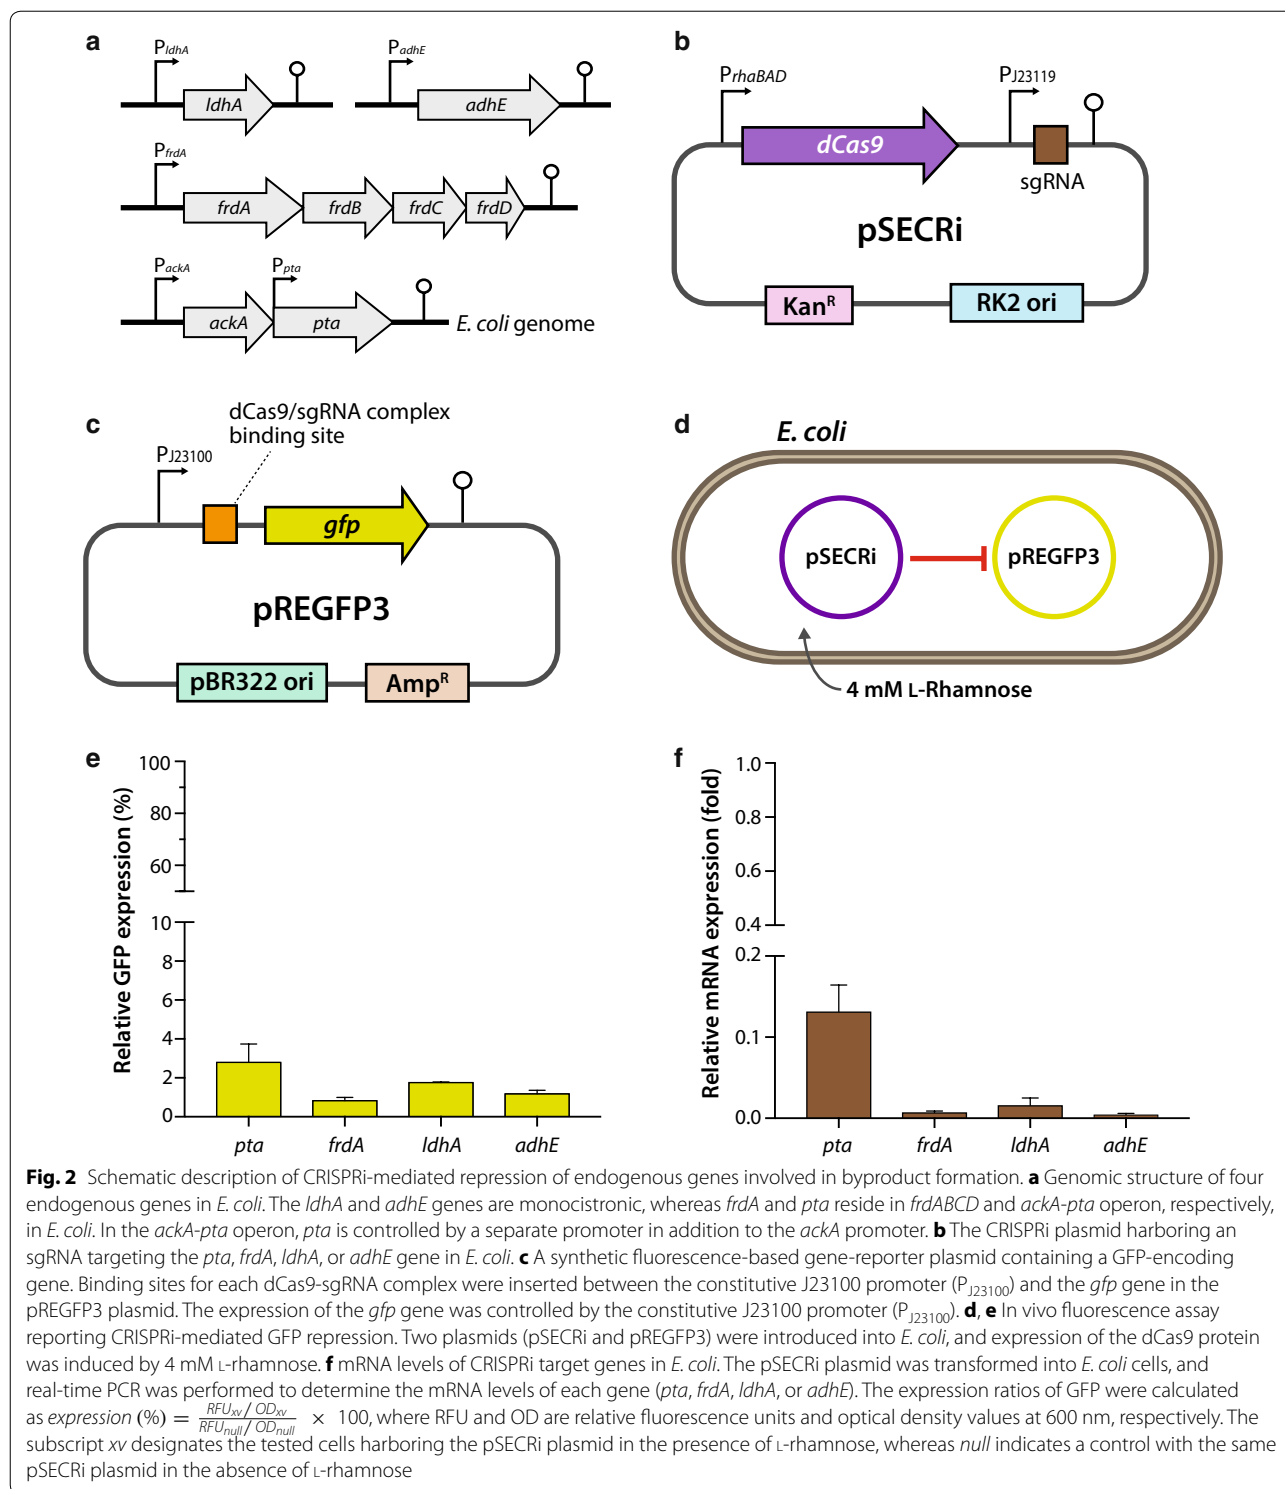 a
PldhA
PadhE
ldhA
adhE
PfrdA
frdA frdB frdC frdD
PackA
Ppta
ackA pta
E. coli genome
b
PrhaBAD
PJ23119
dCas9
sgRNA
pSECRi
KanR
RK2 ori
c
dCas9/sgRNA complex
binding site
PJ23100
gfp
pREGFP3
pBR322 ori
AmpR
d
E. coli
pSECRi
pREGFP3
4 mM L-Rhamnose
e
Relative GFP expression (%)
100
80
60
10
8
6
4
2
0
pta frdA ldhA adhE
f
Relative mRNA expression (fold)
1.0
0.8
0.6
0.4
0.2
0.1
0.0
pta frdA ldhA adhE
Fig. 2 Schematic description of CRISPRi-mediated repression of endogenous genes involved in byproduct formation. a Genomic structure of four
endogenous genes in E. coli. The ldhA and adhE genes are monocistronic, whereas frdA and pta reside in frdABCD and ackA-pta operon, respectively,
in E. coli. In the ackA-pta operon, pta is controlled by a separate promoter in addition to the ackA promoter. b The CRISPRi plasmid harboring an
sgRNA targeting the pta, frdA, ldhA, or adhE gene in E. coli. c A synthetic fluorescence-based gene-reporter plasmid containing a GFP-encoding
gene. Binding sites for each dCas9-sgRNA complex were inserted between the constitutive J23100 promoter (PJ23100) and the gfp gene in the
pREGFP3 plasmid. The expression of the gfp gene was controlled by the constitutive J23100 promoter (PJ23100). d, e In vivo fluorescence assay
reporting CRISPRi-mediated GFP repression. Two plasmids (pSECRi and pREGFP3) were introduced into E. coli, and expression of the dCas9 protein
was induced by 4 mM L-rhamnose. f mRNA levels of CRISPRi target genes in E. coli. The pSECRi plasmid was transformed into E. coli cells, and
real-time PCR was performed to determine the mRNA levels of each gene (pta, frdA, ldhA, or adhE). The expression ratios of GFP were calculated
as expression (%) = RFUxv / ODxv / RFUnull / ODnull × 100, where RFU and OD are relative fluorescence units and optical density values at 600 nm, respectively. The
subscript xv designates the tested cells harboring the pSECRi plasmid in the presence of L-rhamnose, whereas null indicates a control with the same
pSECRi plasmid in the absence of L-rhamnose